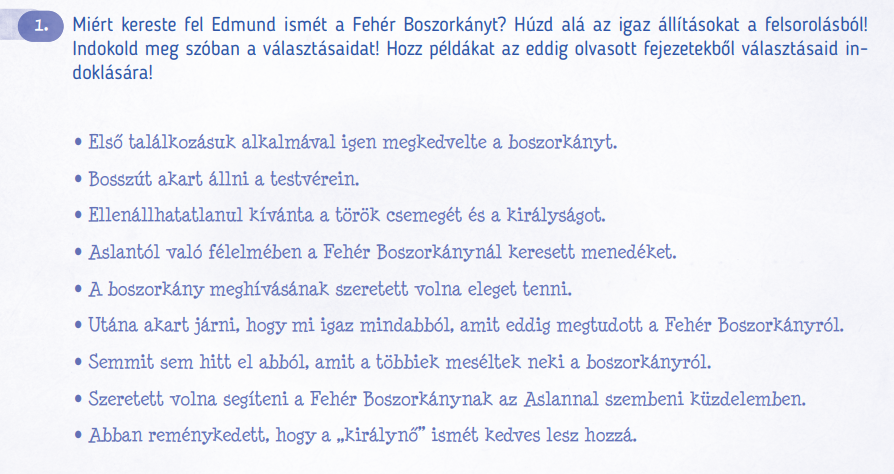 1. Miért kereste fel Edmund ismét a Fehér Boszorkányt? Húzd alá az igaz állításokat a felsorolásból!
Indokold meg szóban a választásaidat! Hozz példákat az eddig olvasott fejezetekből választásaid in-
doklására!
• Első találkozásuk alkalmával igen megkedvelte a boszorkányt.
• Bosszút akart állni a testvérein.
• Ellenállhatatlanul kívánta a török csemegét és a királyságot.
• Aslantól való félelmében a Fehér Boszorkánynál keresett menedéket.
• A boszorkány meghívásának szeretett volna eleget tenni.
• Utána akart járni, hogy mi igaz mindabból, amit eddig megtudott a Fehér Boszorkányról.
• Semmit sem hitt el abból, amit a többiek meséltek neki a boszorkányról.
• Szeretett volna segíteni a Fehér Boszorkánynak az Aslannal szembeni küzdelemben.
• Abban reménykedett, hogy a „királynő” ismét kedves lesz hozzá.